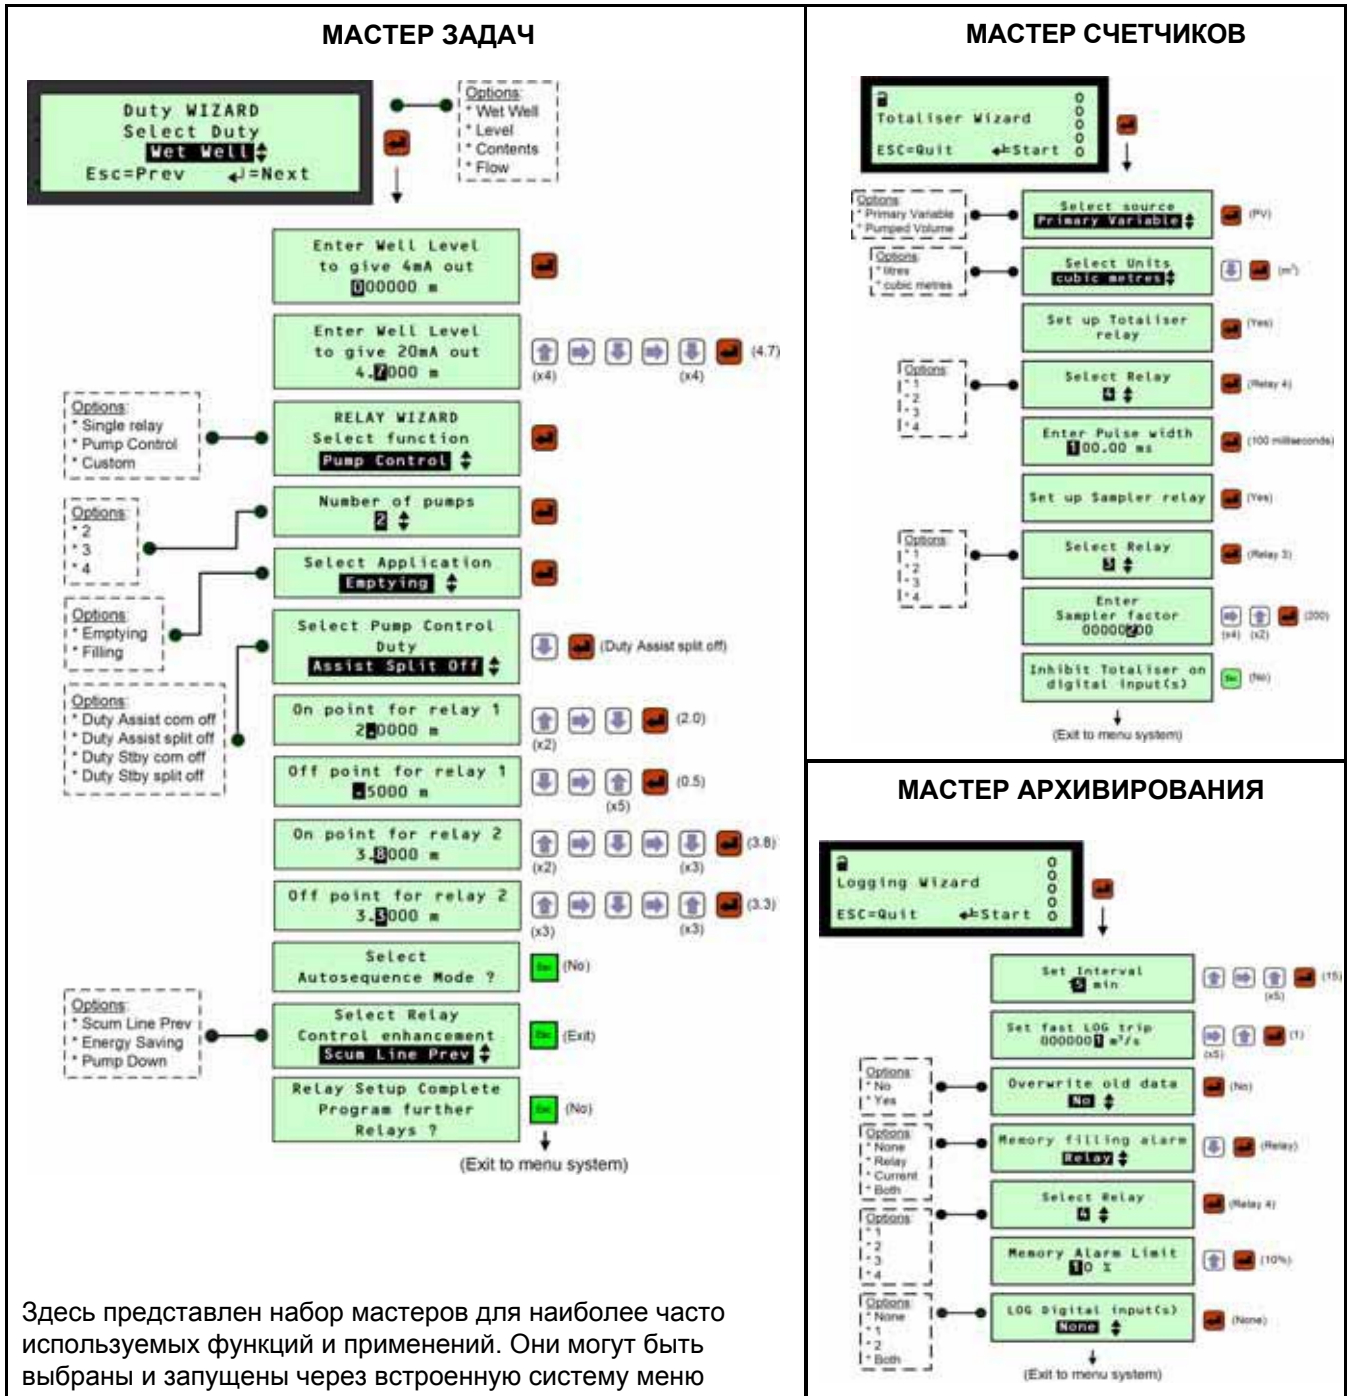 МАСТЕР ЗАДАЧ
Duty WIZARD
Select Duty
Wet Well
Esc=Prev ↵=Next
Options:
* Wet Well
* Level
* Contents
* Flow
Enter Well Level
to give 4mA out
000000 m
Enter Well Level
to give 20mA out
4.7000 m
(x4)
(x4)
(4.7)
Options:
* Single relay
* Pump Control
* Custom
RELAY WIZARD
Select function
Pump Control
Options:
* 2
* 3
* 4
Number of pumps
2
Options:
* Emptying
* Filling
Select Application
Emptying
Options:
* Duty Assist com off
* Duty Assist split off
* Duty Stby com off
* Duty Stby split off
Select Pump Control
Duty
Assist Split Off
(Duty Assist split off)
On point for relay 1
2.0000 m
(x2)
(2.0)
Off point for relay 1
.5000 m
(x5)
(0.5)
On point for relay 2
3.8000 m
(x2)
(x3)
(3.8)
Off point for relay 2
3.3000 m
(x3)
(x3)
(3.3)
Select
Autosequence Mode ?
Esc (No)
Options:
* Scum Line Prev
* Energy Saving
* Pump Down
Select Relay
Control enhancement
Scum Line Prev
Esc (Exit)
Relay Setup Complete
Program further
Relays ?
Esc (No)
(Exit to menu system)
Здесь представлен набор мастеров для наиболее часто
используемых функций и применений. Они могут быть
выбраны и запущены через встроенную систему меню
МАСТЕР СЧЕТЧИКОВ
Totaliser Wizard
ESC=Quit ↵Start
0
0
0
0
0
Options:
* Primary Variable
* Pumped Volume
Select source
Primary Variable
(PV)
Options:
* litres
* cubic metres
Select Units
cubic metres
(m³)
Set up Totaliser
relay
(Yes)
Options:
* 1
* 2
* 3
* 4
Select Relay
4
(Relay 4)
Enter Pulse width
100.00 ms
(100 milliseconds)
Set up Sampler relay
(Yes)
Options:
* 1
* 2
* 3
* 4
Select Relay
3
(Relay 3)
Enter
Sampler factor
00000200
(x4) (x2)
(200)
Inhibit Totaliser on
digital input(s)
Esc (No)
(Exit to menu system)
МАСТЕР АРХИВИРОВАНИЯ
Logging Wizard
ESC=Quit ↵Start
0
0
0
0
0
Set Interval
15 min
(x5)
(15)
Set fast LOG trip
0000001 m³/s
(x5)
(1)
Options:
* No
* Yes
Overwrite old data
No
(No)
Options:
* None
* Relay
* Current
* Both
Memory filling alarm
Relay
(Relay)
Options:
* 1
* 2
* 3
* 4
Select Relay
4
(Relay 4)
Memory Alarm Limit
10 %
(10%)
Options:
* None
* 1
* 2
* Both
LOG Digital input(s)
None
(None)
(Exit to menu system)